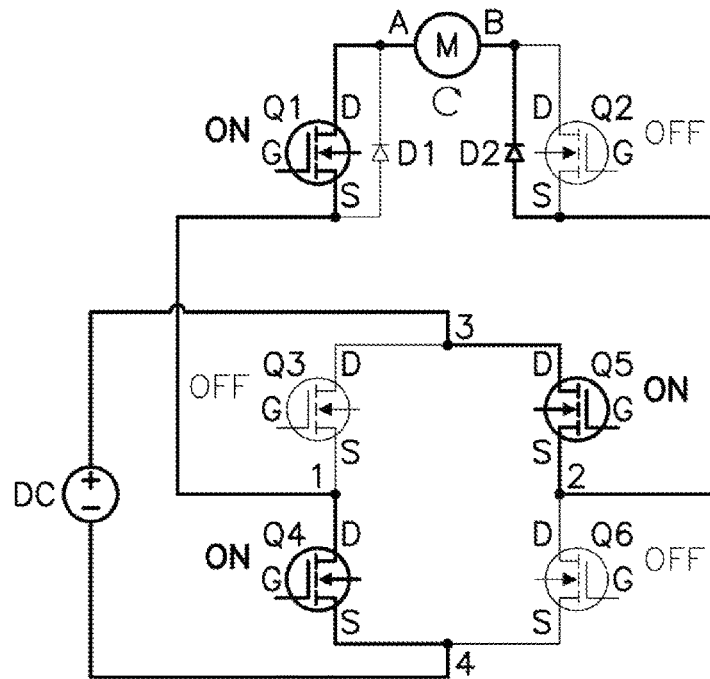 A M B
Q1 D D Q2
ON OFF
G D1 D2 G
S S
3
Q3 D D Q5
OFF ON
G G
S S
1 2
DC + −
Q4 D D Q6
ON OFF
G G
S S
4